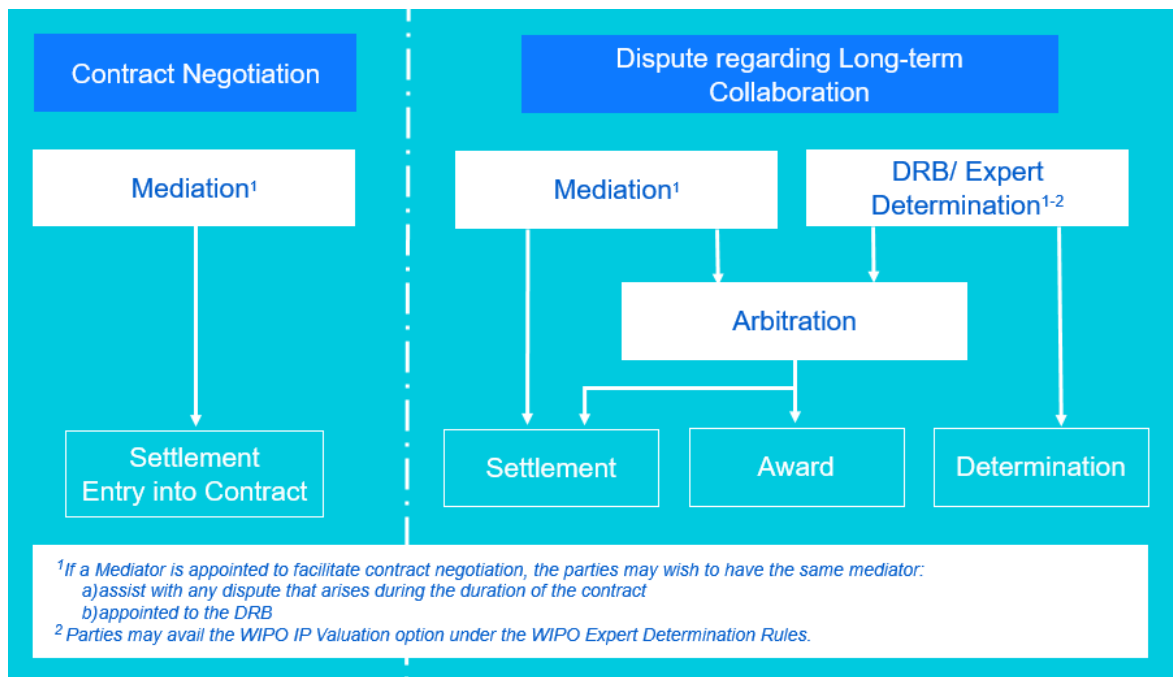 Contract Negotiation
Dispute regarding Long-term
Collaboration
Mediation¹
Mediation¹
DRB/ Expert
Determination¹⁻²
Arbitration
Settlement
Entry into Contract
Settlement
Award
Determination
¹If a Mediator is appointed to facilitate contract negotiation, the parties may wish to have the same mediator:
a)assist with any dispute that arises during the duration of the contract
b)appointed to the DRB
² Parties may avail the WIPO IP Valuation option under the WIPO Expert Determination Rules.